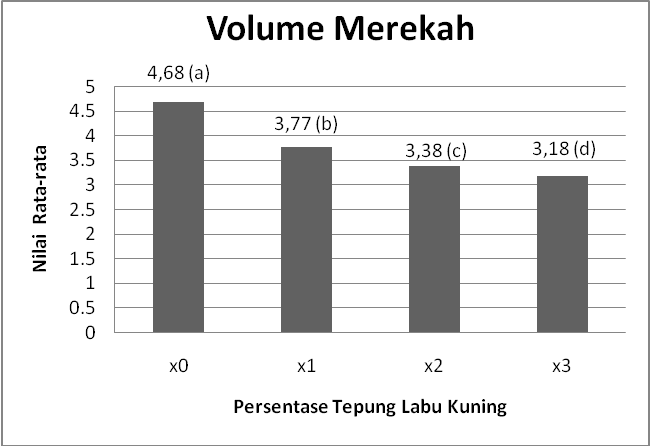 Volume Merekah
Nilai Rata-rata
5
4.5
4
3.5
3
2.5
2
1.5
1
0.5
0
4,68 (a)
3,77 (b)
3,38 (c)
3,18 (d)
x0 x1 x2 x3
Persentase Tepung Labu Kuning